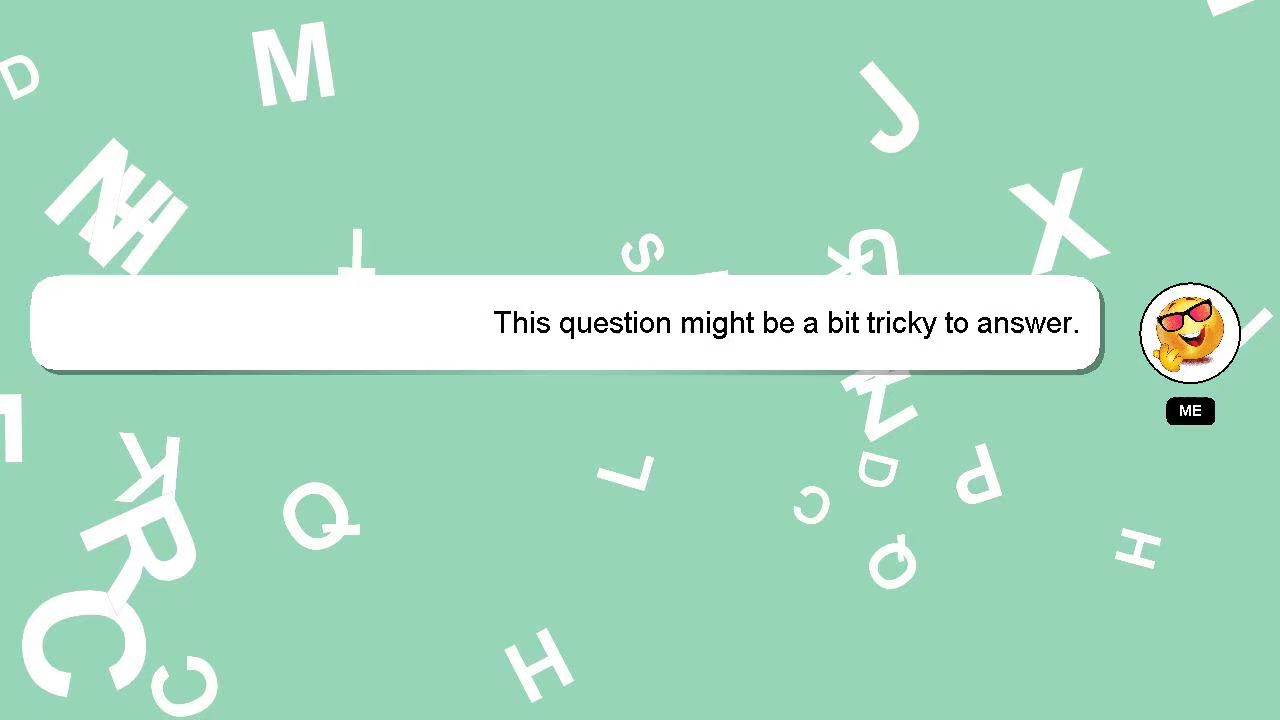 D
M
J
N
H
X
T
S
X
G
This question might be a bit tricky to answer.
ME
Z
K
L
D
P
Q
C
R
Q
H
C
H
C